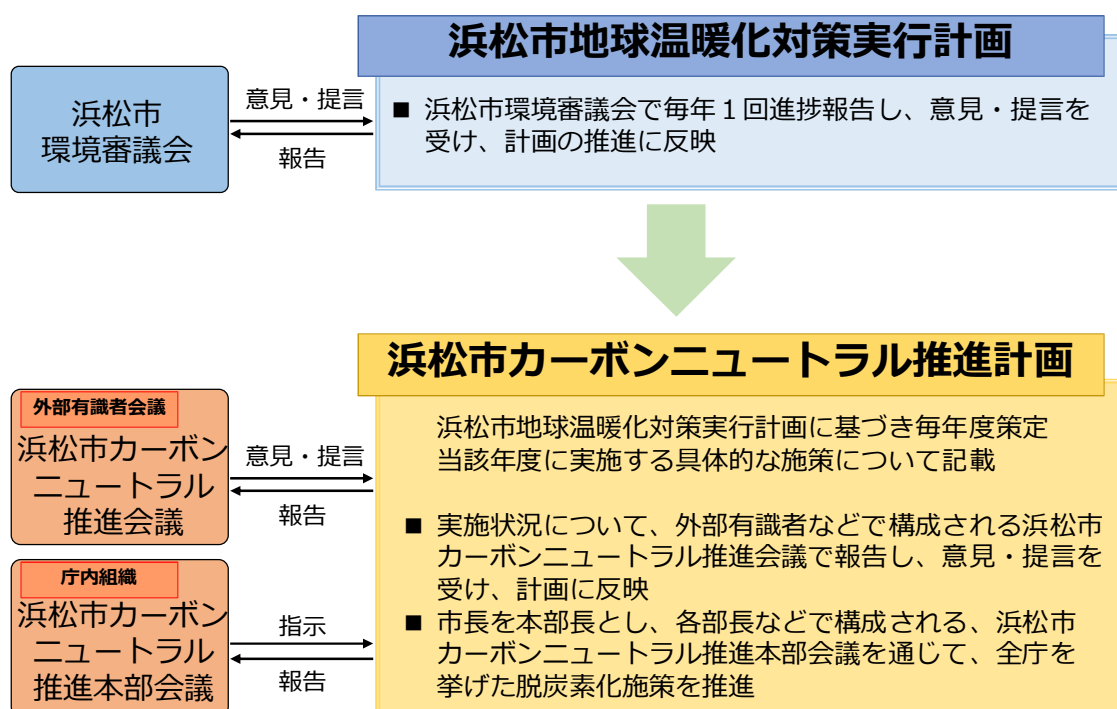 浜松市地球温暖化対策実行計画
浜松市
環境審議会
意見・提言
報告
■ 浜松市環境審議会で毎年１回進捗報告し、意見・提言を
受け、計画の推進に反映
浜松市カーボンニュートラル推進計画
外部有識者会議
浜松市カーボン
ニュートラル
推進会議
意見・提言
報告
庁内組織
浜松市カーボン
ニュートラル
推進本部会議
指示
報告
浜松市地球温暖化対策実行計画に基づき毎年度策定
当該年度に実施する具体的な施策について記載
■ 実施状況について、外部有識者などで構成される浜松市
カーボンニュートラル推進会議で報告し、意見・提言を
受け、計画に反映
■ 市長を本部長とし、各部長などで構成される、浜松市
カーボンニュートラル推進本部会議を通じて、全庁を
挙げた脱炭素化施策を推進